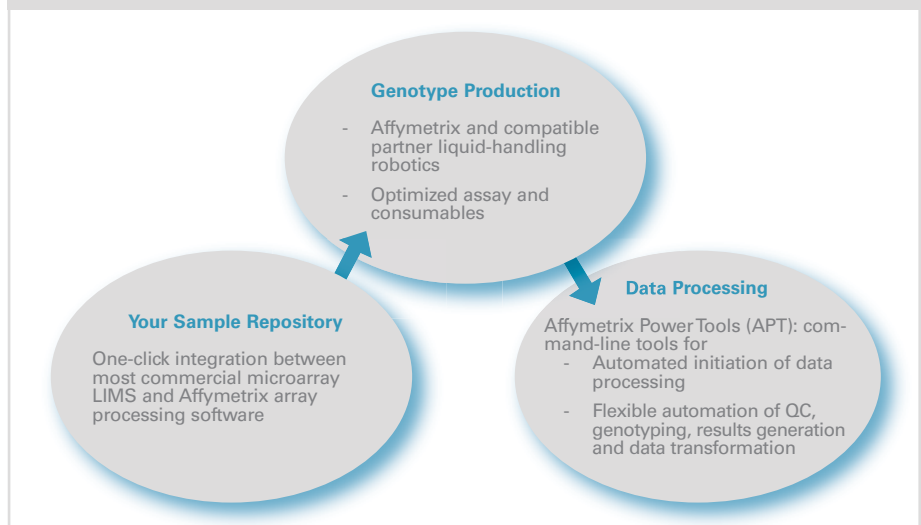 Genotype Production
- Affymetrix and compatible
partner liquid-handling
robotics
- Optimized assay and
consumables
Your Sample Repository
One-click integration between
most commercial microarray
LIMS and Affymetrix array
processing software
Data Processing
Affymetrix Power Tools (APT): com-
mand-line tools for
- Automated initiation of data
processing
- Flexible automation of QC,
genotyping, results generation
and data transformation